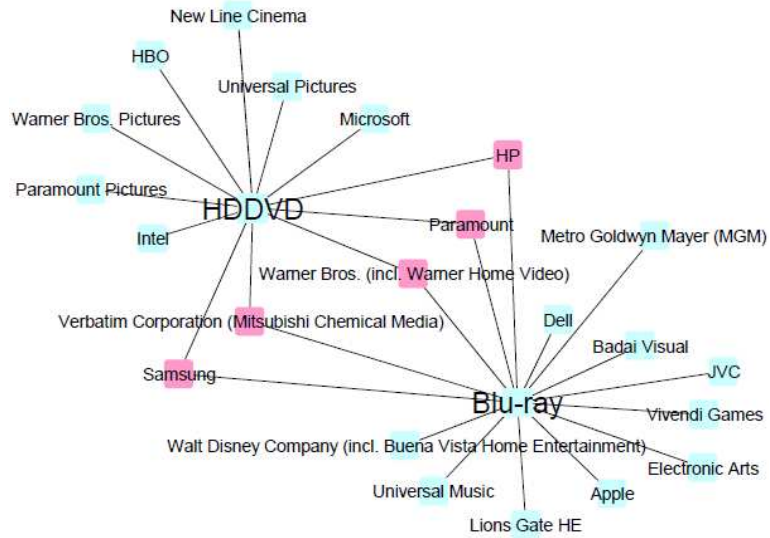 New Line Cinema
HBO
Universal Pictures
Warner Bros. Pictures
Microsoft
HP
Paramount Pictures
HDDVD
Paramount
Intel
Metro Goldwyn Mayer (MGM)
Warner Bros. (incl. Warner Home Video)
Verbatim Corporation (Mitsubishi Chemical Media)
Dell
Badai Visual
Samsung
JVC
Blu-ray
Vivendi Games
Walt Disney Company (incl. Buena Vista Home Entertainment)
Electronic Arts
Universal Music
Apple
Lions Gate HE